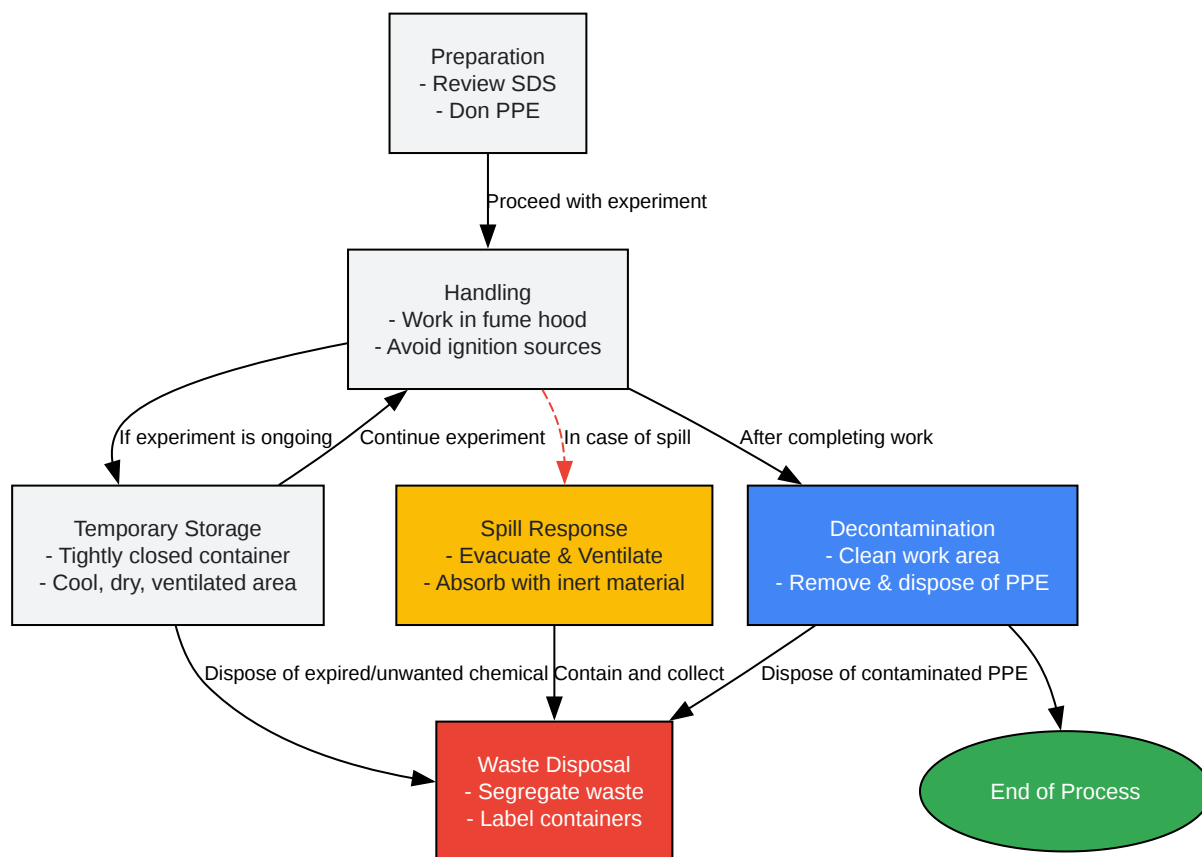 Preparation
- Review SDS
- Don PPE
Proceed with experiment
Handling
- Work in fume hood
- Avoid ignition sources
If experiment is ongoing
Continue experiment
In case of spill
After completing work
Temporary Storage
- Tightly closed container
- Cool, dry, ventilated area
Spill Response
- Evacuate & Ventilate
- Absorb with inert material
Decontamination
- Clean work area
- Remove & dispose of PPE
Dispose of expired/unwanted chemical
Contain and collect
Dispose of contaminated PPE
Waste Disposal
- Segregate waste
- Label containers
End of Process